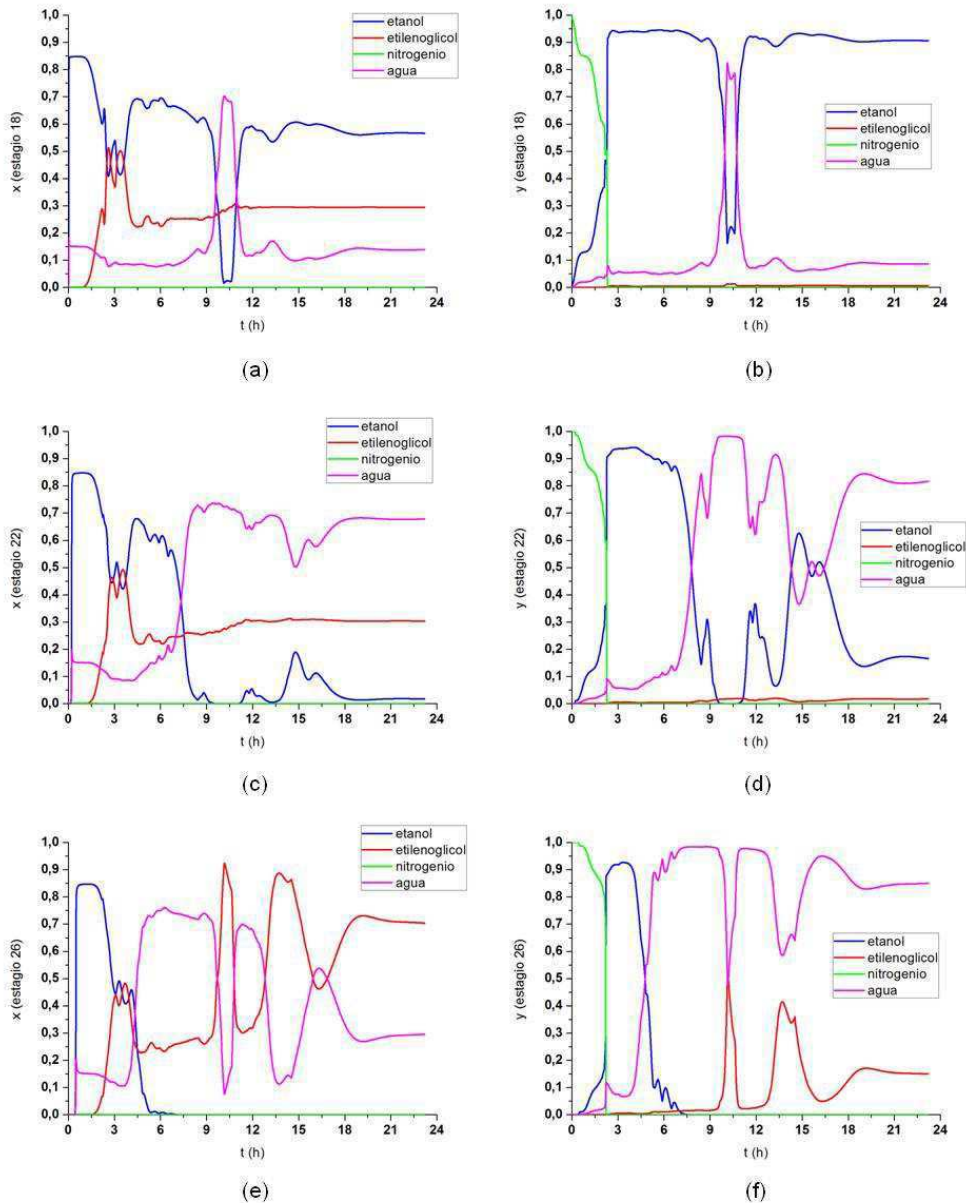 x (estagio 18)
1,0
0,9
0,8
0,7
0,6
0,5
0,4
0,3
0,2
0,1
0,0
0 3 6 9 12 15 18 21 24
t (h)
etanol
etilenoglicol
nitrogenio
agua
(a)
y (estagio 18)
1,0
0,9
0,8
0,7
0,6
0,5
0,4
0,3
0,2
0,1
0,0
0 3 6 9 12 15 18 21 24
t (h)
etanol
etilenoglicol
nitrogenio
agua
(b)
x (estagio 22)
1,0
0,9
0,8
0,7
0,6
0,5
0,4
0,3
0,2
0,1
0,0
0 3 6 9 12 15 18 21 24
t (h)
etanol
etilenoglicol
nitrogenio
agua
(c)
y (estagio 22)
1,0
0,9
0,8
0,7
0,6
0,5
0,4
0,3
0,2
0,1
0,0
0 3 6 9 12 15 18 21 24
t (h)
etanol
etilenoglicol
nitrogenio
agua
(d)
x (estagio 26)
1,0
0,9
0,8
0,7
0,6
0,5
0,4
0,3
0,2
0,1
0,0
0 3 6 9 12 15 18 21 24
t (h)
etanol
etilenoglicol
nitrogenio
agua
(e)
y (estagio 26)
1,0
0,9
0,8
0,7
0,6
0,5
0,4
0,3
0,2
0,1
0,0
0 3 6 9 12 15 18 21 24
t (h)
etanol
etilenoglicol
nitrogenio
agua
(f)